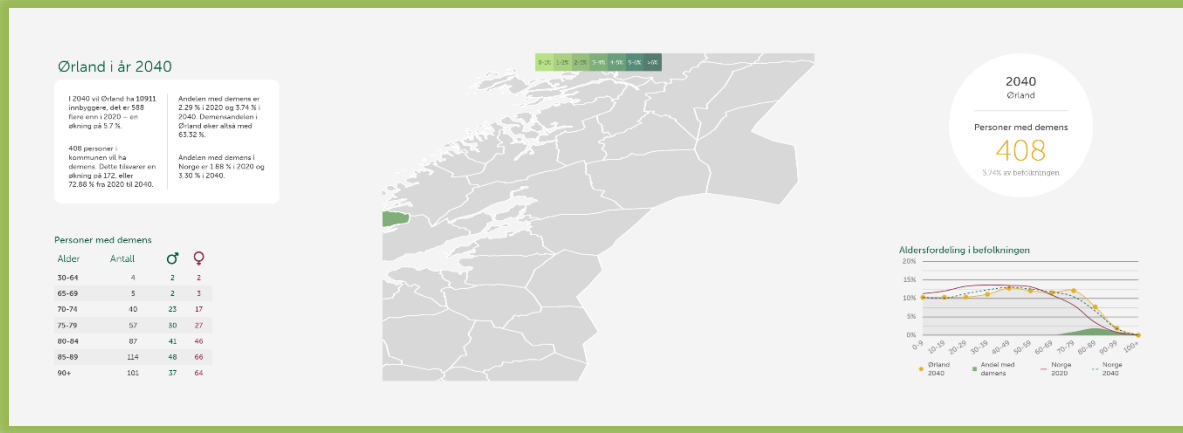 Ørland i år 2040
I 2040 vil Ørland ha 10911
innbyggere, det er 588
flere enn i 2020 – en
økning på 5.7 %.
408 personer i
kommunen vil ha
demens. Dette tilsvarer en
økning på 172, eller
72.88 % fra 2020 til 2040.
Andelen med demens er
2.29 % i 2020 og 3.74 % i
2040. Demensandelen i
Ørland øker altså med
63.32 %.
Andelen med demens i
Norge er 1.88 % i 2020 og
3.30 % i 2040.
Personer med demens
Alder Antall ♂ ♀
30-64 4 2 2
65-69 5 2 3
70-74 40 23 17
75-79 57 30 27
80-84 87 41 46
85-89 114 48 66
90+ 101 37 64
0-1% 1-2% 2-3% 3-4% 4-5% 5-6% >6%
2040
Ørland
Personer med demens
408
3.74% av befolkningen
Aldersfordeling i befolkningen
20%
15%
10%
5%
0%
0-9 10-19 20-29 30-39 40-49 50-59 60-69 70-79 80-89 90-99 100+
Ørland 2040
Andel med demens
Norge 2020
Norge 2040